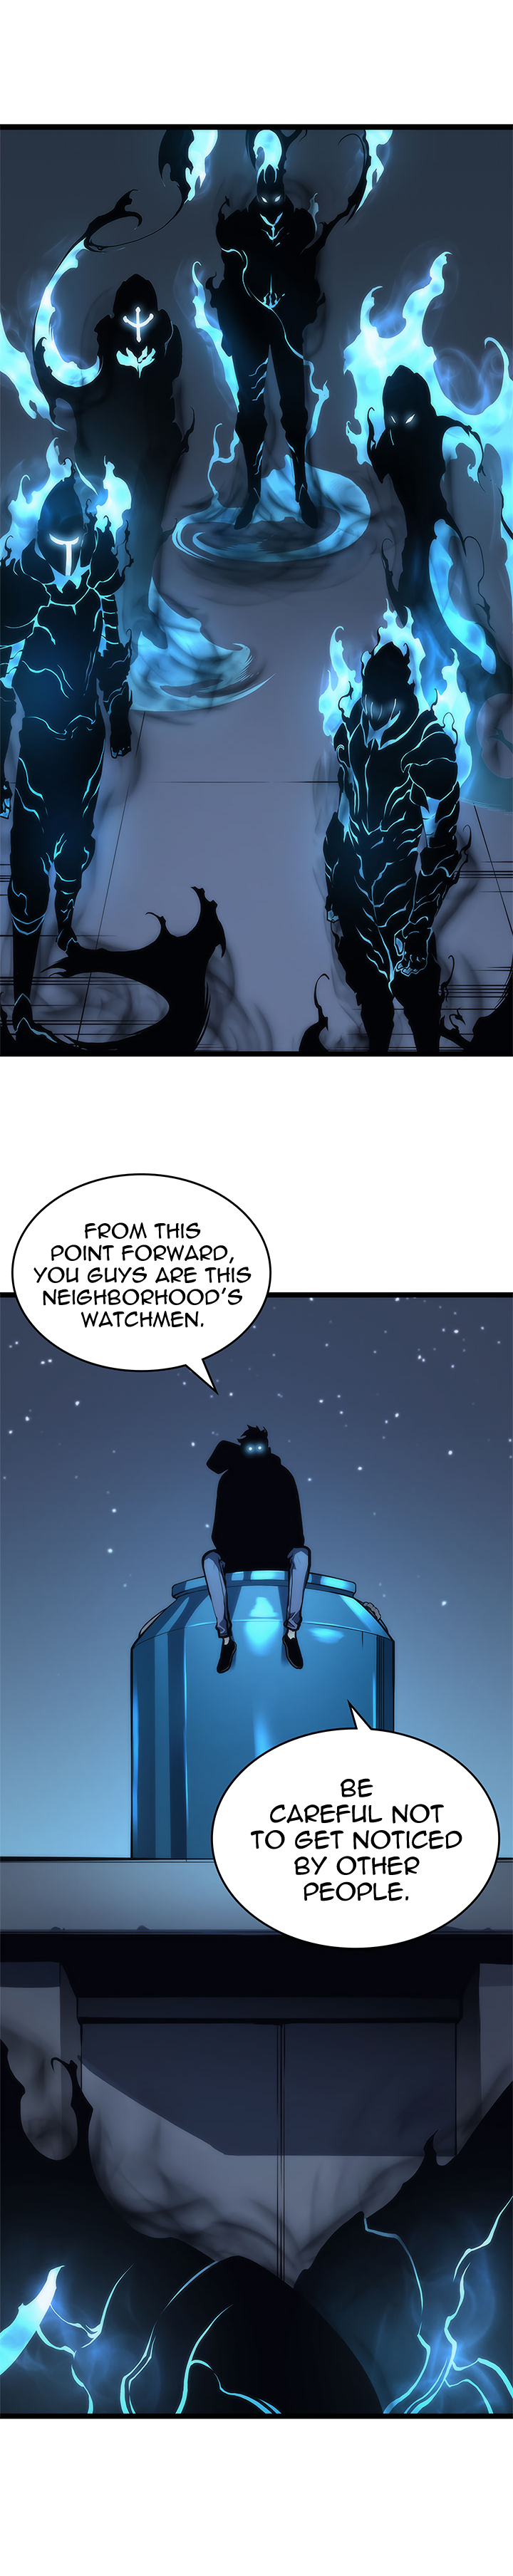 FROM THIS
POINT FORWARD,
YOU GUYS ARE THIS
NEIGHBORHOOD'S
WATCHMEN.
BE
CAREFUL NOT
TO GET NOTICED
BY OTHER
PEOPLE.